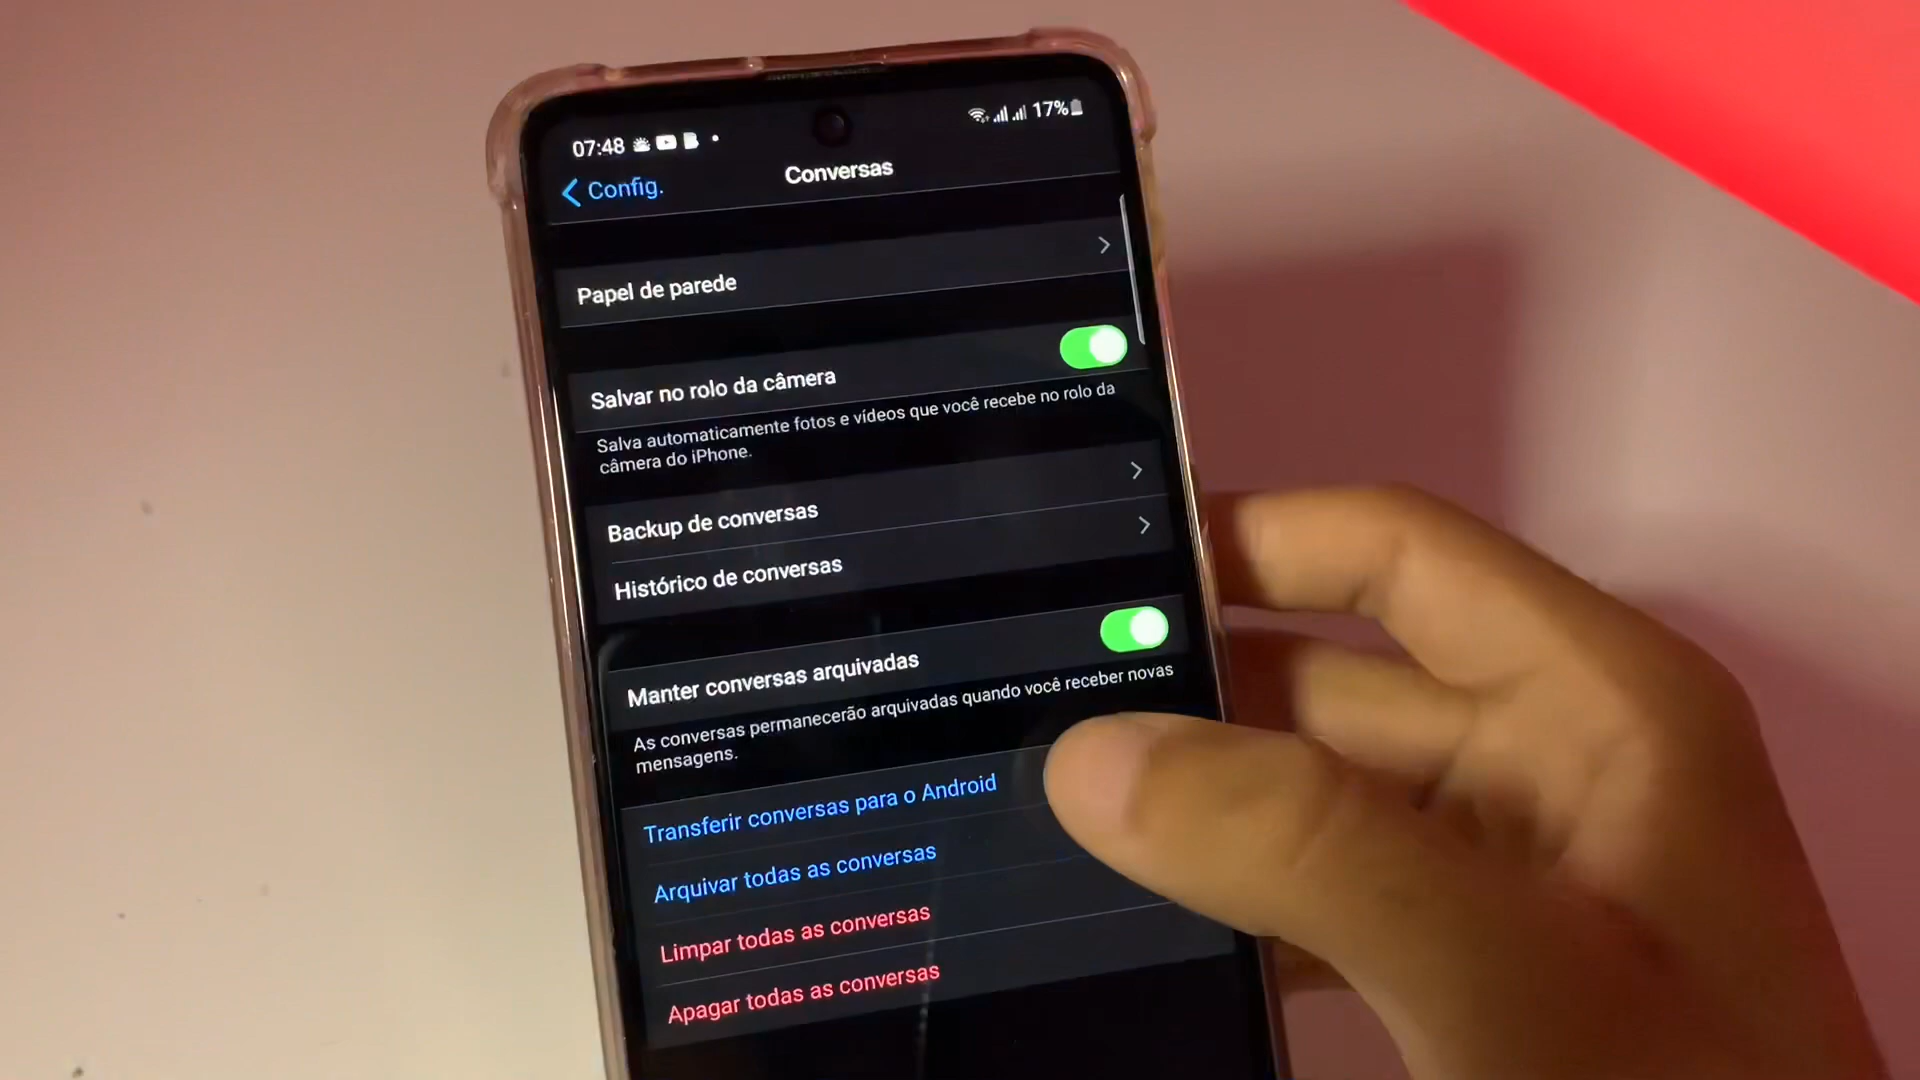 07:48
17%
Config.
Conversas
Papel de parede
Salvar no rolo da câmera
Salva automaticamente fotos e vídeos que você recebe no rolo da
câmera do iPhone.
Backup de conversas
Histórico de conversas
Manter conversas arquivadas
As conversas permanecerão arquivadas quando você receber novas
mensagens.
Transferir conversas para o Android
Arquivar todas as conversas
Limpar todas as conversas
Apagar todas as conversas